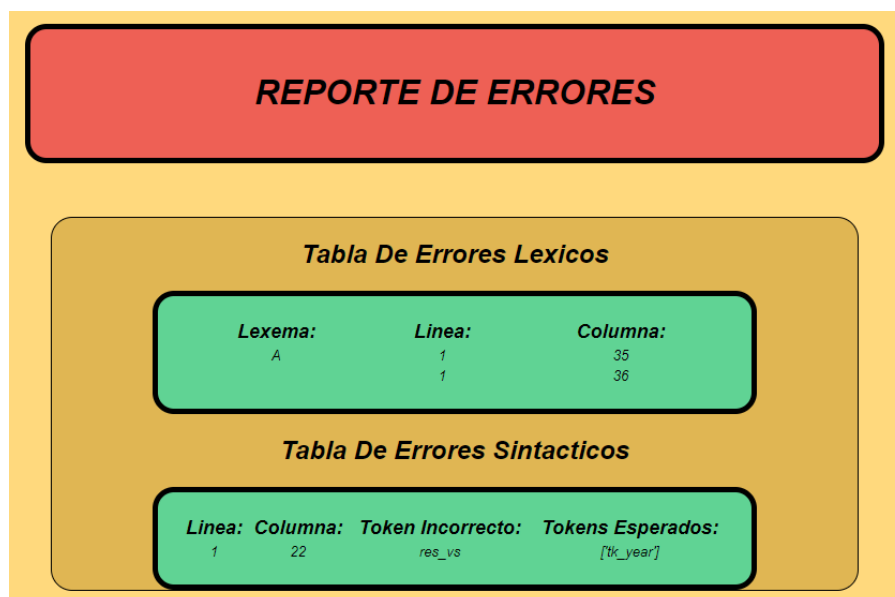 REPORTE DE ERRORES
Tabla De Errores Lexicos
Lexema: Linea: Columna:
A 1 35
1 36
Tabla De Errores Sintacticos
Linea: Columna: Token Incorrecto: Tokens Esperados:
1 22 res_vs ['tk_year']